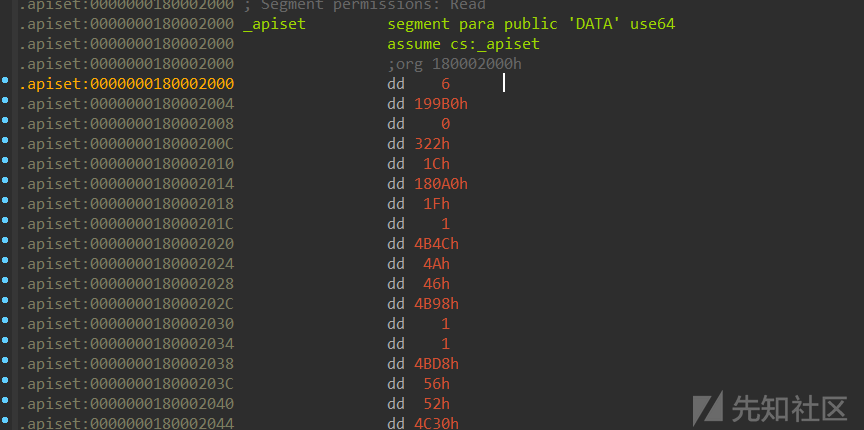 .apiset:0000000180002000 ; Segment permissions: Read
.apiset:0000000180002000 _apiset segment para public 'DATA' use64
.apiset:0000000180002000 assume cs:_apiset
.apiset:0000000180002000 ;org 180002000h
.apiset:0000000180002000 dd 6
.apiset:0000000180002004 dd 199B0h
.apiset:0000000180002008 dd 0
.apiset:000000018000200C dd 322h
.apiset:0000000180002010 dd 1Ch
.apiset:0000000180002014 dd 180A0h
.apiset:0000000180002018 dd 1Fh
.apiset:000000018000201C dd 1
.apiset:0000000180002020 dd 4B4Ch
.apiset:0000000180002024 dd 4Ah
.apiset:0000000180002028 dd 46h
.apiset:000000018000202C dd 4B98h
.apiset:0000000180002030 dd 1
.apiset:0000000180002034 dd 1
.apiset:0000000180002038 dd 4BD8h
.apiset:000000018000203C dd 56h
.apiset:0000000180002040 dd 52h
.apiset:0000000180002044 dd 4C30h
先知社区